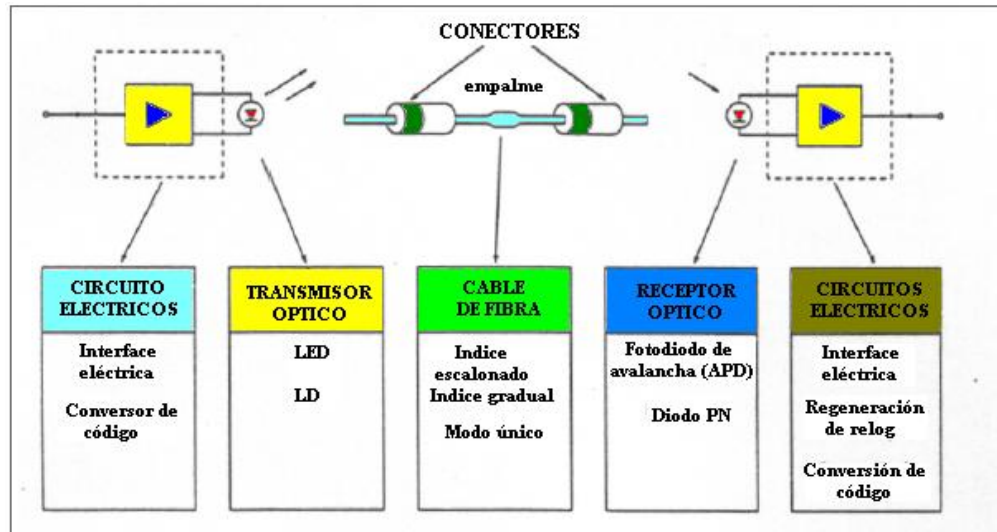 CONECTORES
empalme
CIRCUITO
ELECTRICOS
Interface
eléctrica
Conversor de
código
TRANSMISOR
OPTICO
LED
LD
CABLE
DE FIBRA
Indice
escalonado
Indice gradual
Modo único
RECEPTOR
OPTICO
Fotodiodo de
avalancha (APD)
Diodo PN
CIRCUITOS
ELECTRICOS
Interface
eléctrica
Regeneración
de relog
Conversión de
código